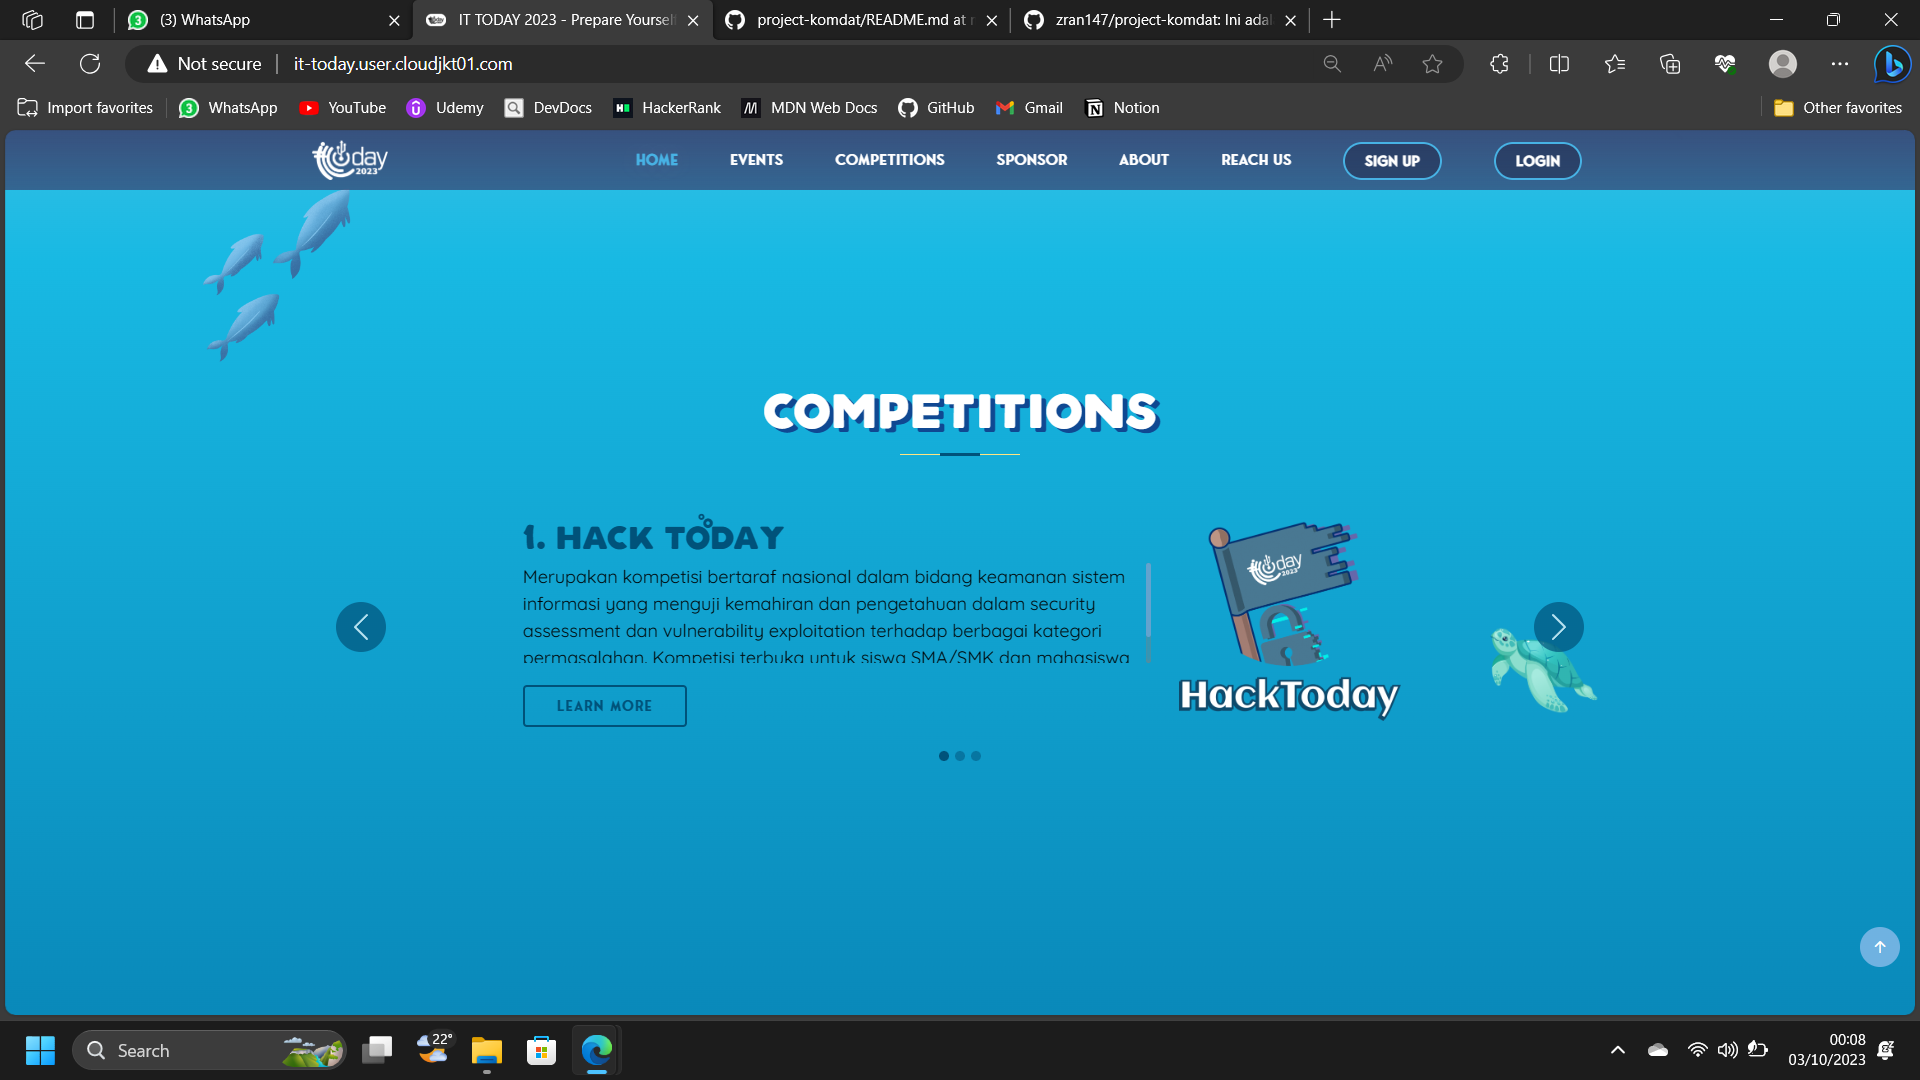 (3) WhatsApp
IT TODAY 2023 - Prepare Yourself
project-komdat/README.md at
zran147/project-komdat: Ini
Not secure
it-today.user.cloudjkt01.com
Import favorites
WhatsApp
YouTube
Udemy
DevDocs
HackerRank
MDN Web Docs
GitHub
Gmail
Notion
Other favorites
today
2023
HOME
EVENTS
COMPETITIONS
SPONSOR
ABOUT
REACH US
SIGN UP
LOGIN
COMPETITIONS
1. HACK TODAY
Merupakan kompetisi bertaraf nasional dalam bidang keamanan sistem
informasi yang menguji kemahiran dan pengetahuan dalam security
assessment dan vulnerability exploitation terhadap berbagai kategori
permasalahan. Kompetisi terbuka untuk siswa SMA/SMK dan mahasiswa
LEARN MORE
today
2023
HackToday
Search
22°
00:08
03/10/2023